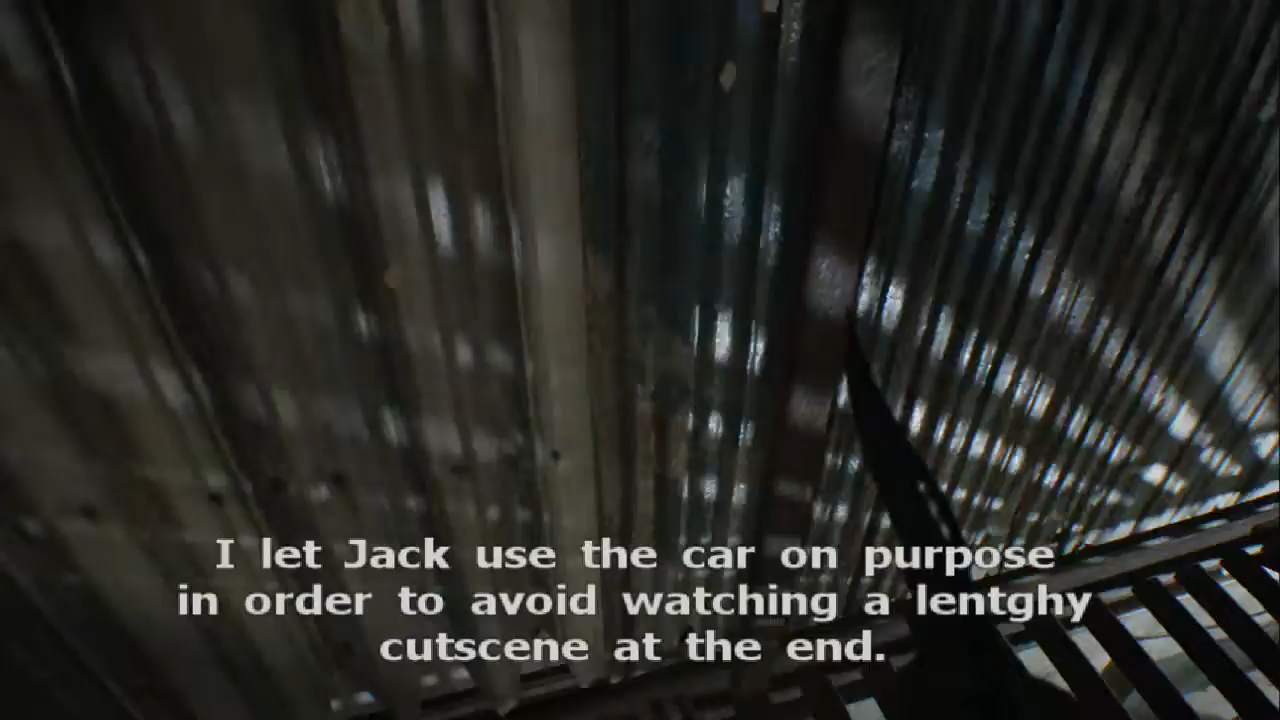 I let Jack use the car on purpose
in order to avoid watching a lentghy
cutscene at the end.